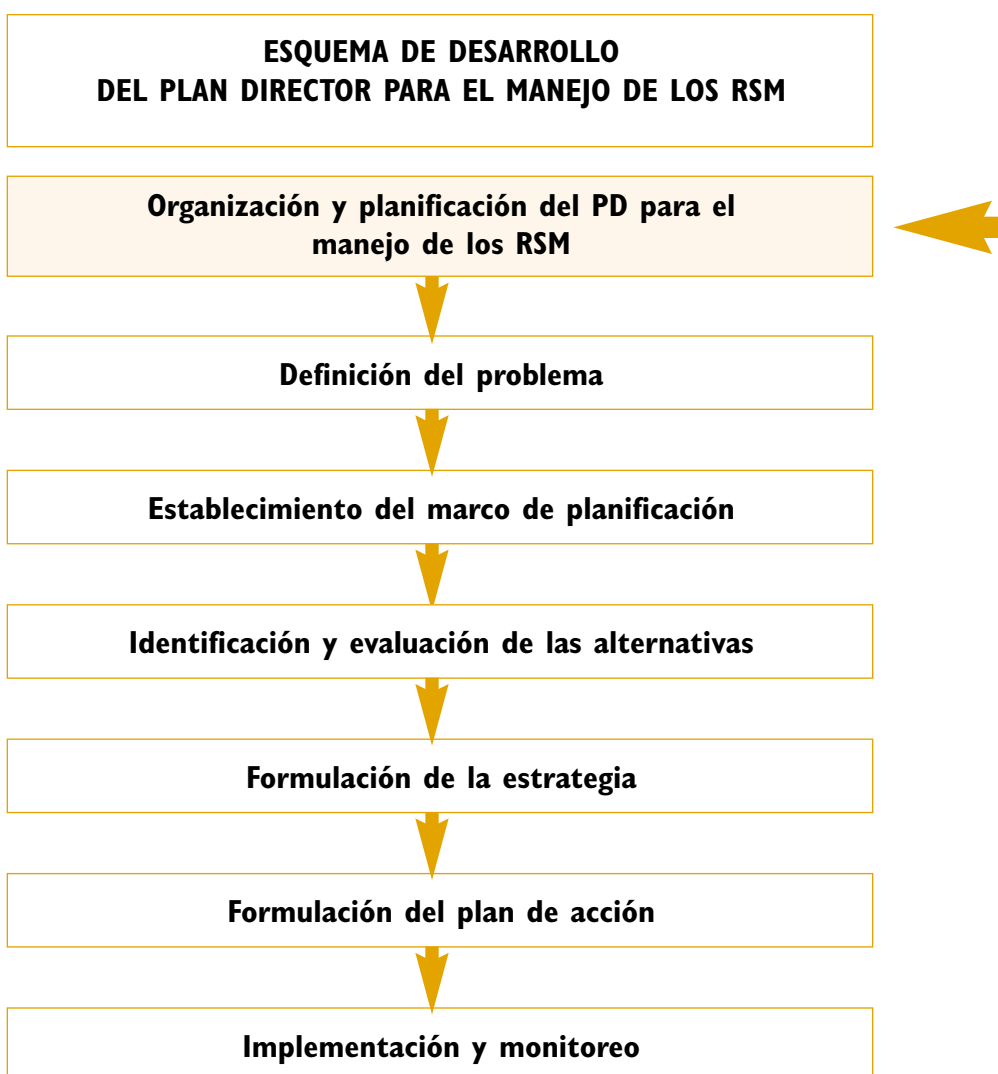 ESQUEMA DE DESARROLLO
DEL PLAN DIRECTOR PARA EL MANEJO DE LOS RSM
Organización y planificación del PD para el
manejo de los RSM
Definición del problema
Establecimiento del marco de planificación
Identificación y evaluación de las alternativas
Formulación de la estrategia
Formulación del plan de acción
Implementación y monitoreo